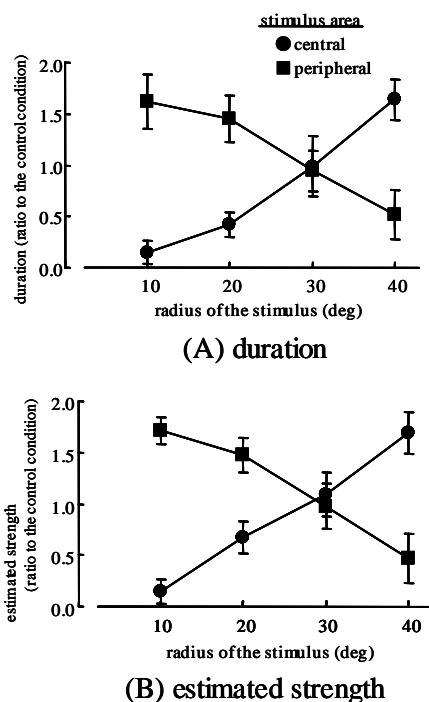 stimulus area
central
peripheral
2.0
1.5
1.0
0.5
0.0
duration (ratio to the control condition)
10 20 30 40
radius of the stimulus (deg)
(A) duration
2.0
1.5
1.0
0.5
0.0
estimated strength
(ratio to the control condition)
10 20 30 40
radius of the stimulus (deg)
(B) estimated strength